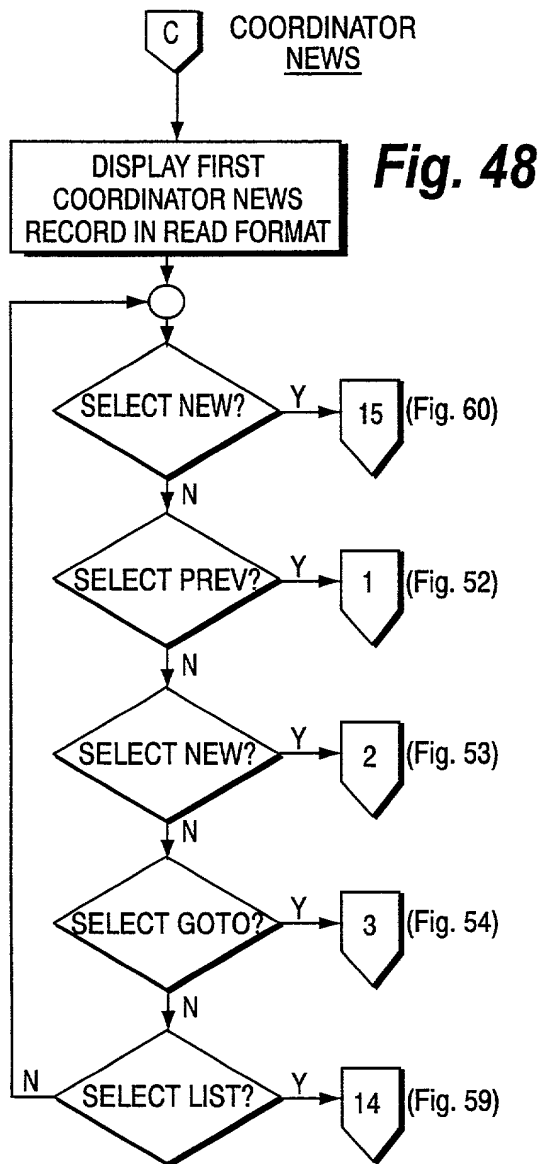 C
COORDINATOR
NEWS
Fig. 48
DISPLAY FIRST
COORDINATOR NEWS
RECORD IN READ FORMAT
SELECT NEW?
Y
15
(Fig. 60)
N
SELECT PREV?
Y
1
(Fig. 52)
N
SELECT NEW?
Y
2
(Fig. 53)
N
SELECT GOTO?
Y
3
(Fig. 54)
N
N
SELECT LIST?
Y
14
(Fig. 59)